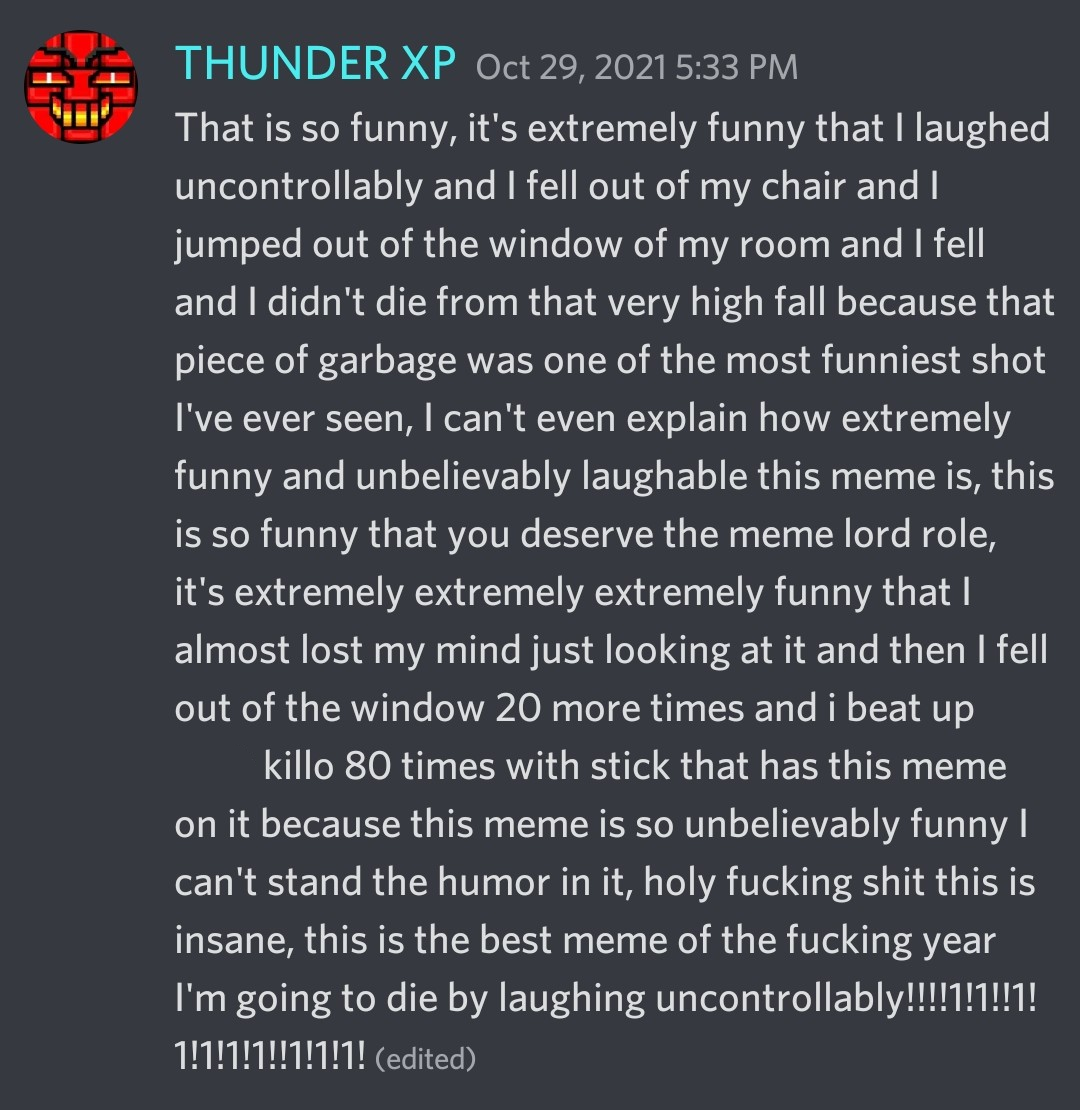 THUNDER XP Oct 29, 2021 5:33 PM
That is so funny, it's extremely funny that I laughed
uncontrollably and I fell out of my chair and I
jumped out of the window of my room and I fell
and I didn't die from that very high fall because that
piece of garbage was one of the most funniest shot
I've ever seen, I can't even explain how extremely
funny and unbelievably laughable this meme is, this
is so funny that you deserve the meme lord role,
it's extremely extremely extremely funny that I
almost lost my mind just looking at it and then I fell
out of the window 20 more times and i beat up
killo 80 times with stick that has this meme
on it because this meme is so unbelievably funny I
can't stand the humor in it, holy fucking shit this is
insane, this is the best meme of the fucking year
I'm going to die by laughing uncontrollably!!!!1!1!!1!
1!1!1!1!!1!1!1! (edited)